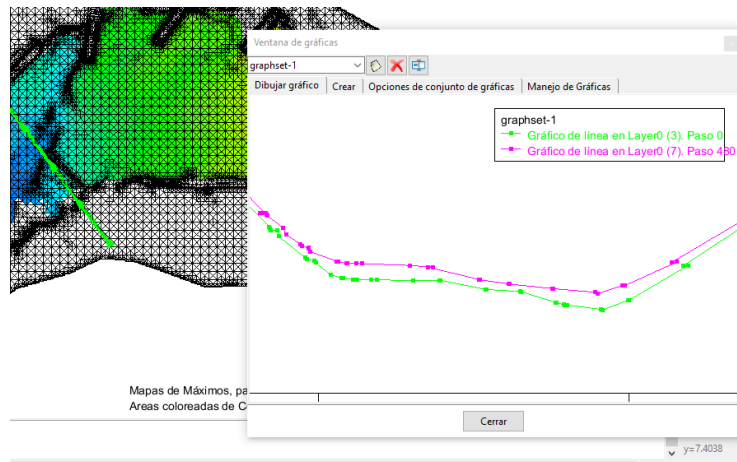 Ventana de gráficas
graphset-1
Dibujar gráfico Crear Opciones de conjunto de gráficas Manejo de Gráficas
graphset-1
Gráfico de línea en Layer0 (3). Paso 0
Gráfico de línea en Layer0 (7). Paso 480
Mapas de Máximos, pa
Areas coloreadas de C
Cerrar
y=7.4038